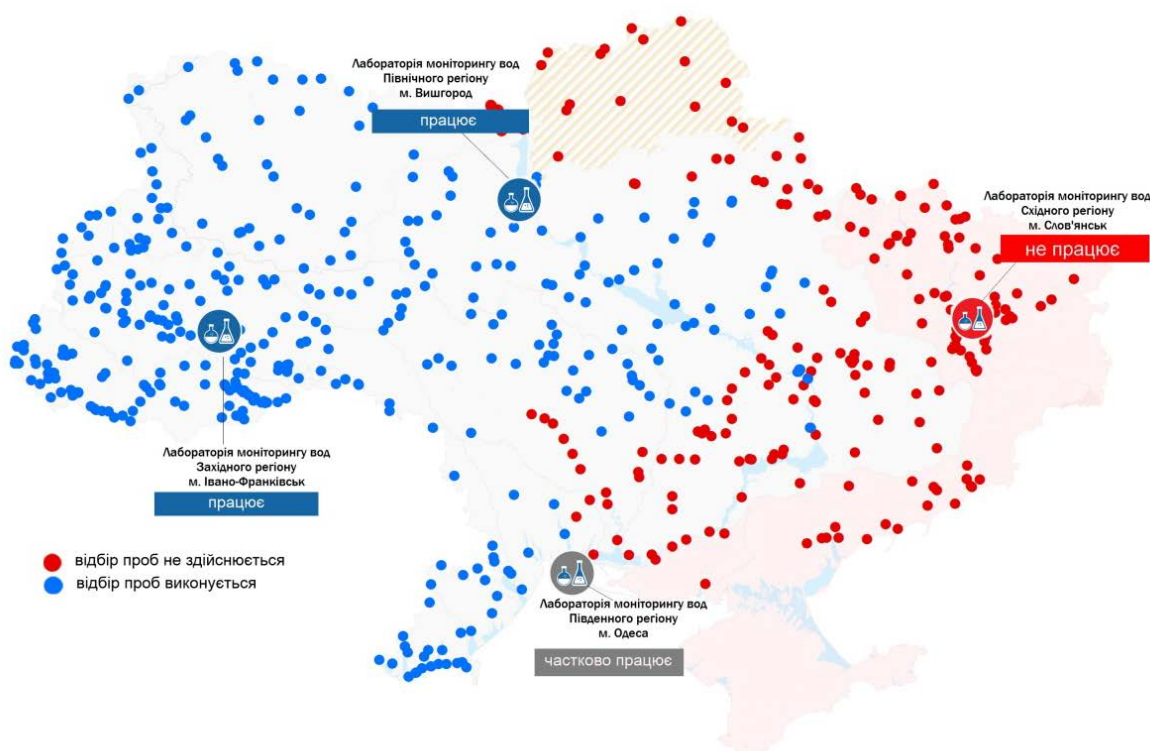 Лабораторія моніторингу вод
Північного регіону
м. Вишгород
працює
Лабораторія моніторингу вод
Східного регіону
м. Слов'янськ
не працює
Лабораторія моніторингу вод
Західного регіону
м. Івано-Франківськ
працює
відбір проб не здійснюється
відбір проб виконується
Лабораторія моніторингу вод
Південного регіону
м. Одеса
частково працює